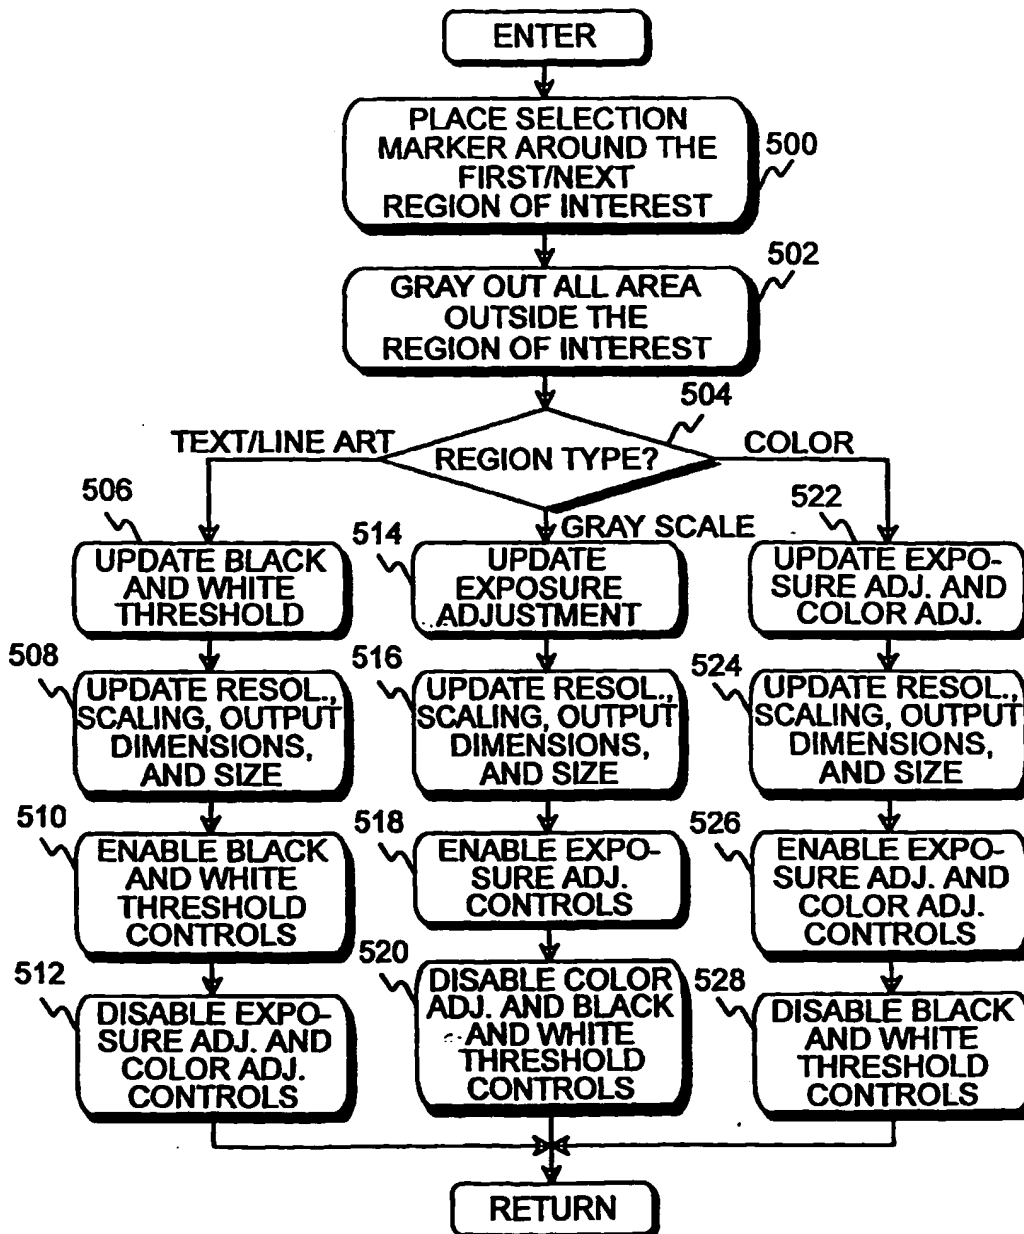 ENTER
PLACE SELECTION
MARKER AROUND THE
FIRST/NEXT
REGION OF INTEREST
500
502
GRAY OUT ALL AREA
OUTSIDE THE
REGION OF INTEREST
504
REGION TYPE?
TEXT/LINE ART
GRAY SCALE
COLOR
506
UPDATE BLACK
AND WHITE
THRESHOLD
508
UPDATE RESOL.,
SCALING, OUTPUT
DIMENSIONS,
AND SIZE
510
ENABLE BLACK
AND WHITE
THRESHOLD
CONTROLS
512
DISABLE EXPO-
SURE ADJ. AND
COLOR ADJ.
CONTROLS
514
UPDATE
EXPOSURE
ADJUSTMENT
516
UPDATE RESOL.,
SCALING, OUTPUT
DIMENSIONS,
AND SIZE
518
ENABLE EXPO-
SURE ADJ.
CONTROLS
520
DISABLE COLOR
ADJ. AND BLACK
AND WHITE
THRESHOLD
CONTROLS
522
UPDATE EXPO-
SURE ADJ. AND
COLOR ADJ.
524
UPDATE RESOL.,
SCALING, OUTPUT
DIMENSIONS,
AND SIZE
526
ENABLE EXPO-
SURE ADJ. AND
COLOR ADJ.
CONTROLS
528
DISABLE BLACK
AND WHITE
THRESHOLD
CONTROLS
RETURN